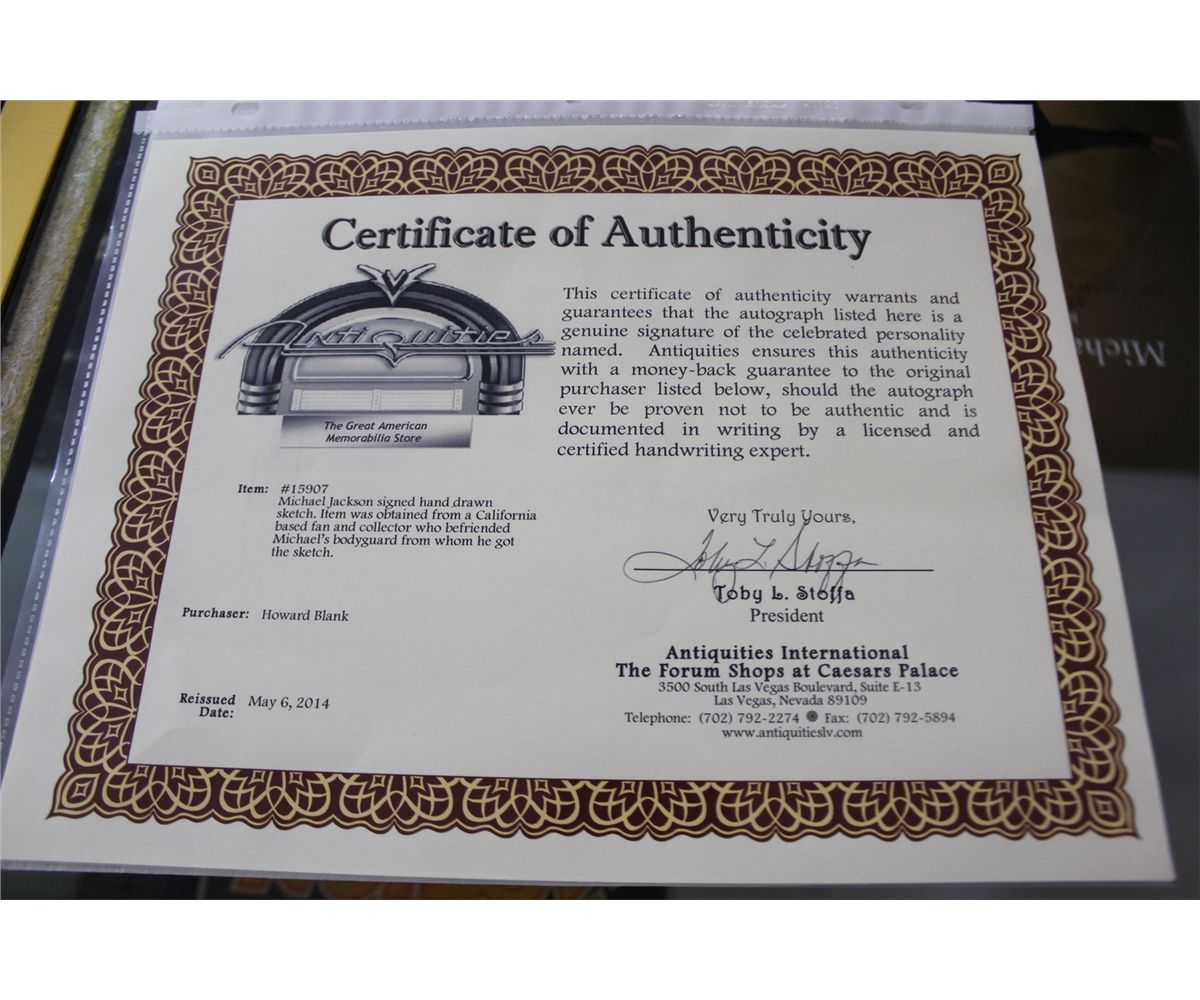 Certificate of Authenticity
Antiquities
The Great American
Memorabilia Store
This certificate of authenticity warrants and
guarantees that the autograph listed here is a
genuine signature of the celebrated personality
named. Antiquities ensures this authenticity
with a money-back guarantee to the original
purchaser listed below, should the autograph
ever be proven not to be authentic and is
documented in writing by a licensed and
certified handwriting expert.
Item: #15907
Michael Jackson signed hand drawn
sketch. Item was obtained from a California
based fan and collector who befriended
Michael's bodyguard from whom he got
the sketch.
Purchaser: Howard Blank
Reissued Date: May 6, 2014
Very Truly Yours,
Toby L. Stoffa
Toby L. Stoffa
President
Antiquities International
The Forum Shops at Caesars Palace
3500 South Las Vegas Boulevard, Suite E-13
Las Vegas, Nevada 89109
Telephone: (702) 792-2274 ❋ Fax: (702) 792-5894
www.antiquitieslv.com